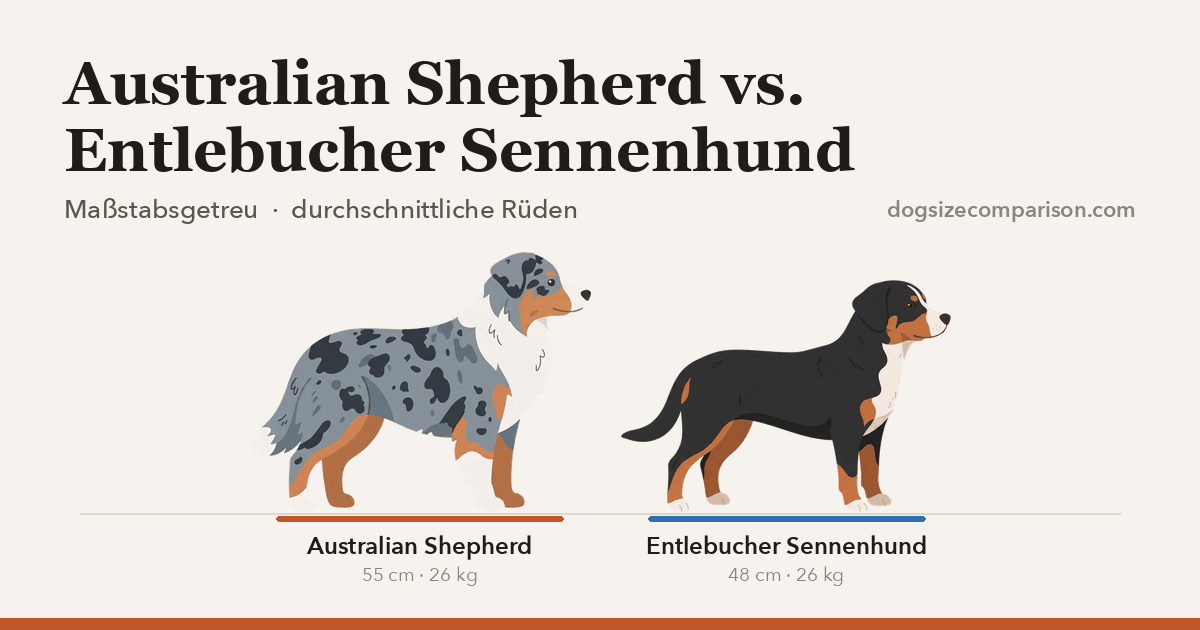 Australian Shepherd vs.
Entlebucher Sennenhund
Maßstabsgetreu · durchschnittliche Rüden
dogsizecomparison.com
Australian Shepherd
55 cm · 26 kg
Entlebucher Sennenhund
48 cm · 26 kg